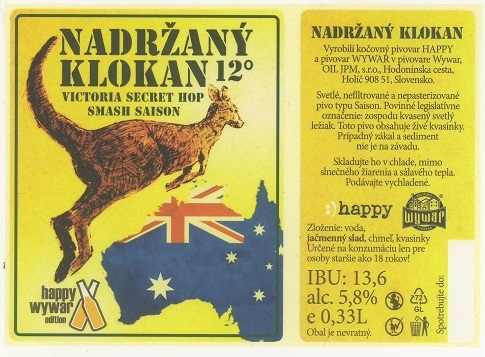 NADRŽANÝ
KLOKAN 12°
VICTORIA SECRET HOP
SMASH SAISON
happy
wywar
edition
NADRŽANÝ KLOKAN
Vyrobili kočovný pivovar HAPPY
a pivovar WYWAR v pivovare Wywar,
OIL JPM, s.r.o., Hodonínska cesta,
Holíč 908 51, Slovensko.
Svetlé, nefiltrované a nepasterizované
pivo typu Saison. Povinné legislatívne
označenie: zospodu kvasený svetlý
ležiak. Toto pivo obsahuje živé kvasinky.
Prípadný zákal a sediment
nie je na závadu.
Skladujte ho v chlade, mimo
slnečného žiarenia a sálavého tepla.
Podávajte vychladené.
:) happy
wywar
Zloženie: voda,
jačmenný slad, chmeľ, kvasinky
Určené na konzumáciu len pre
osoby staršie ako 18 rokov!
IBU: 13,6
alc. 5,8%
e 0,33L
Obal je nevratný.
72
GL
Spotrebujte do: